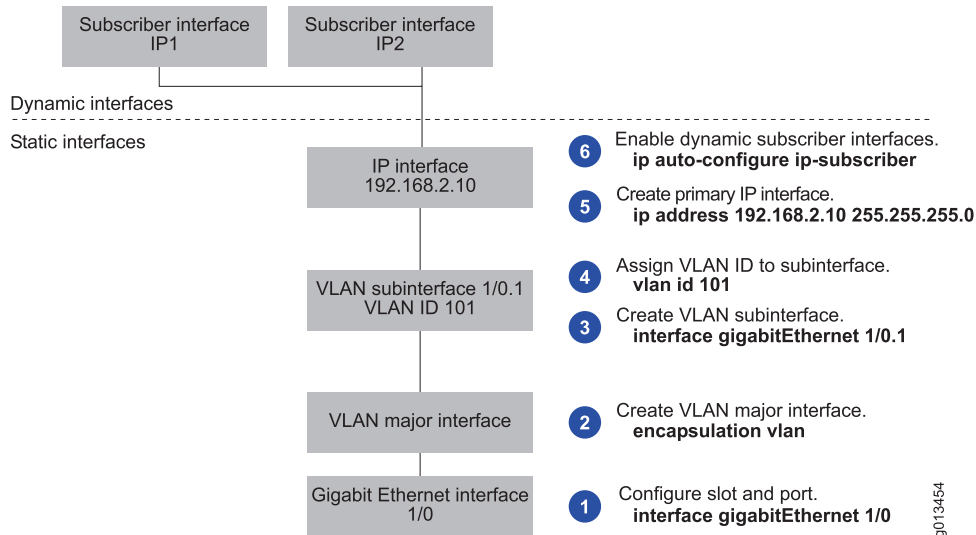 Subscriber interface
IP1
Subscriber interface
IP2
Dynamic interfaces
Static interfaces
IP interface
192.168.2.10
6
Enable dynamic subscriber interfaces.
ip auto-configure ip-subscriber
5
Create primary IP interface.
ip address 192.168.2.10 255.255.255.0
VLAN subinterface 1/0.1
VLAN ID 101
4
Assign VLAN ID to subinterface.
vlan id 101
3
Create VLAN subinterface.
interface gigabitEthernet 1/0.1
VLAN major interface
2
Create VLAN major interface.
encapsulation vlan
Gigabit Ethernet interface
1/0
1
Configure slot and port.
interface gigabitEthernet 1/0
g013454